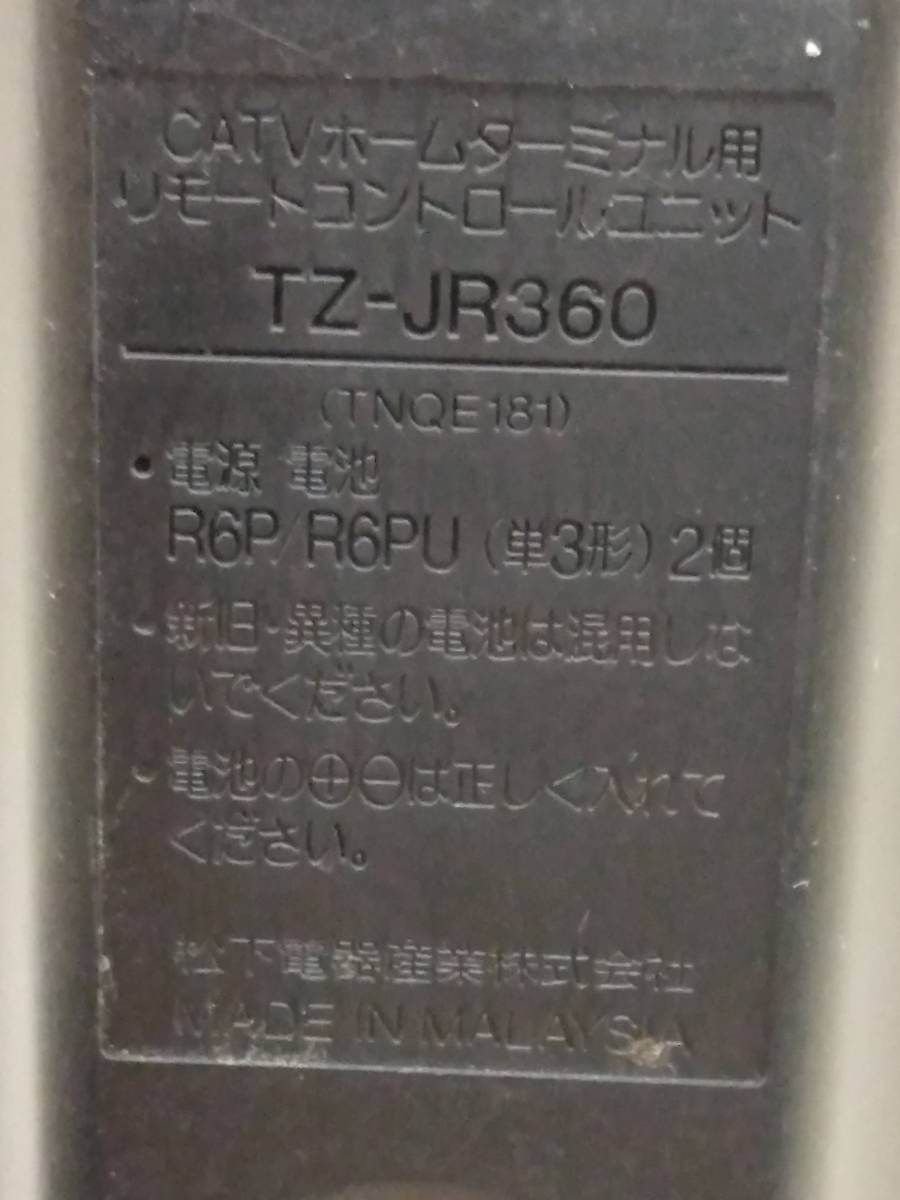 CATVホームターミナル用
リモートコントロールユニット
TZ-JR360
(TNQE181)
・電源 電池
R6P/R6PU(単3形)2個
・新旧・異種の電池は混用しな
いでください。
・電池の⊕⊖は正しく入れて
ください。
松下電器産業株式会社
MADE IN MALAYSIA